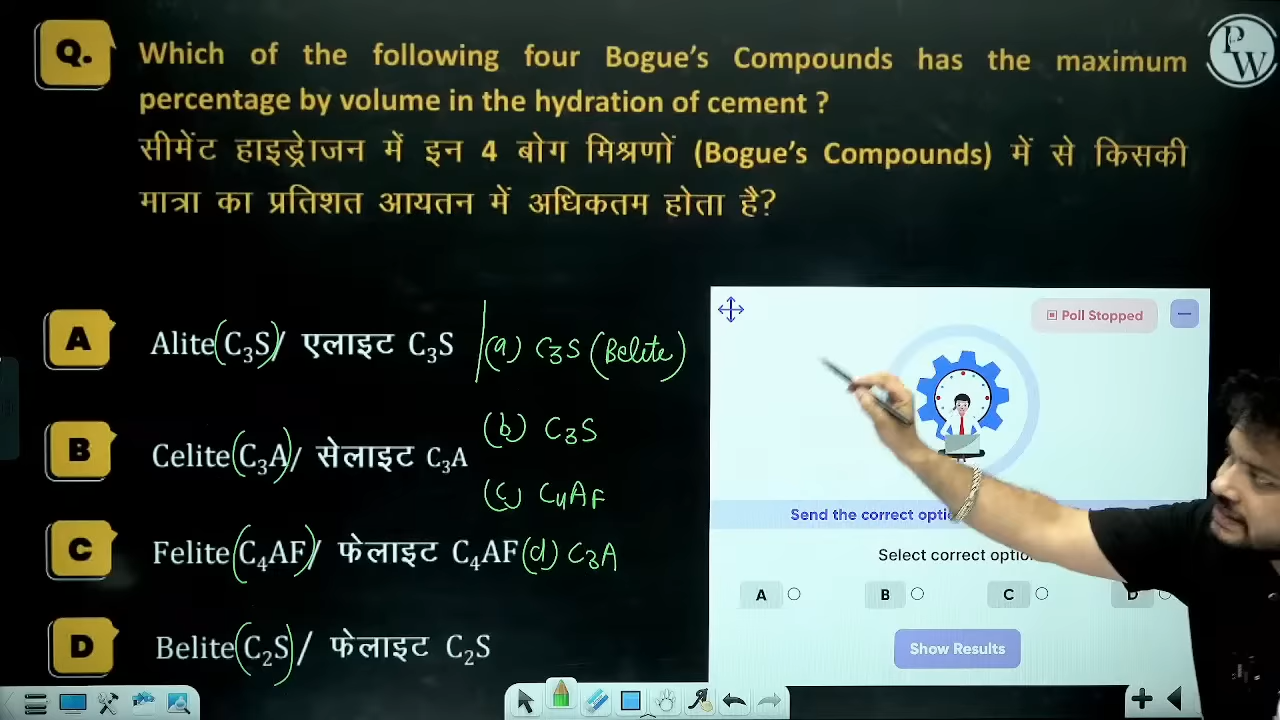 Q.
Which of the following four Bogue's Compounds has the maximum
percentage by volume in the hydration of cement ?
सीमेंट हाइड्रेाजन में इन 4 बोग मिश्रणों (Bogue's Compounds) में से किसकी
मात्रा का प्रतिशत आयतन में अधिकतम होता है?
PW
A Alite(C₃S)/ एलाइट C₃S
(a) C₃S (Belite)
(b) C₃S
B Celite(C₃A)/ सेलाइट C₃A
(c) C₄AF
C Felite(C₄AF)/ फेलाइट C₄AF
(d) C₃A
D Belite(C₂S)/ फेलाइट C₂S
Poll Stopped
Send the correct
Select correct
A
B
C
D
Show Results